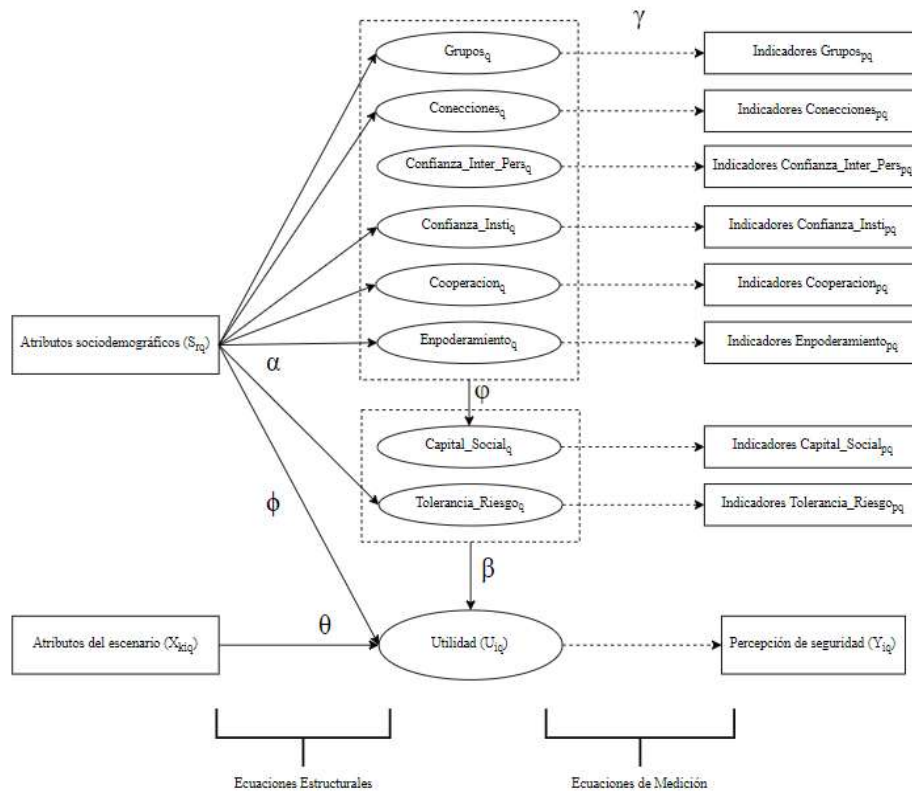 γ
Grupos_q
Indicadores Grupos_pq
Conecciones_q
Indicadores Conecciones_pq
Confianza_Inter_Pers_q
Indicadores Confianza_Inter_Pers_pq
Confianza_Insti_q
Indicadores Confianza_Insti_pq
Cooperacion_q
Indicadores Cooperacion_pq
Atributos sociodemográficos (S_rq)
Enpoderamiento_q
Indicadores Enpoderamiento_pq
α
φ
Capital_Social_q
Indicadores Capital_Social_pq
Tolerancia_Riesgo_q
Indicadores Tolerancia_Riesgo_pq
ϕ
β
θ
Atributos del escenario (X_kiq)
Utilidad (U_iq)
Percepción de seguridad (Y_iq)
Ecuaciones Estructurales
Ecuaciones de Medición